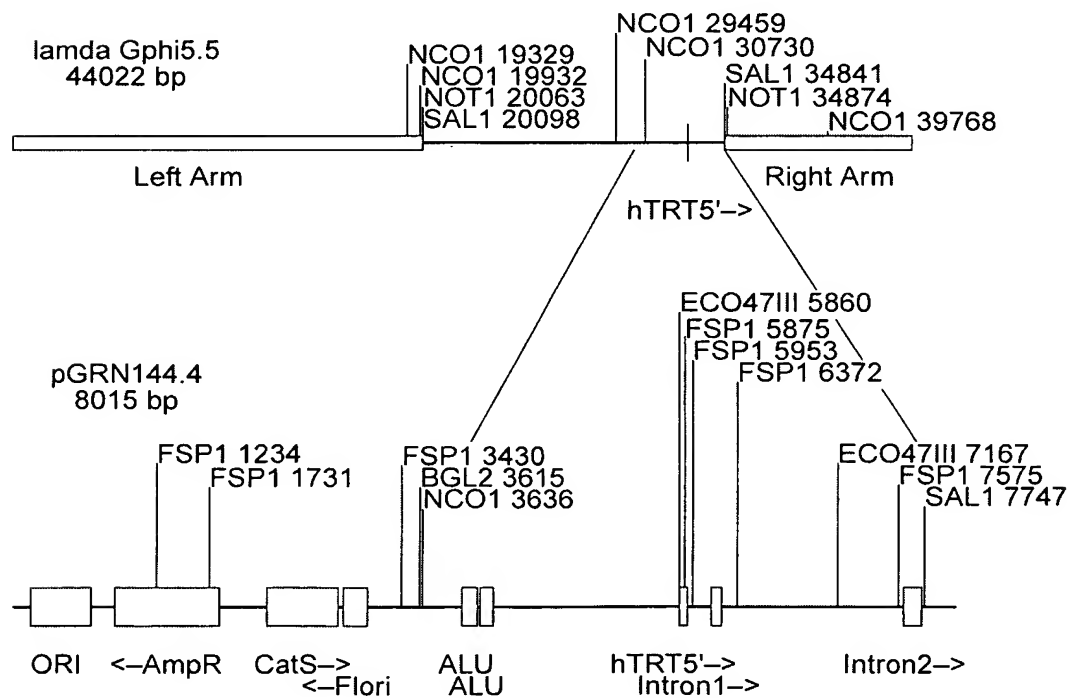 lamda Gphi5.5
44022 bp
NCO1 19329
NCO1 19932
NOT1 20063
SAL1 20098
NCO1 29459
NCO1 30730
SAL1 34841
NOT1 34874
NCO1 39768
Left Arm
Right Arm
hTRT5'–>
pGRN144.4
8015 bp
ECO47III 5860
FSP1 5875
FSP1 5953
FSP1 6372
FSP1 1234
FSP1 1731
FSP1 3430
BGL2 3615
NCO1 3636
ECO47III 7167
FSP1 7575
SAL1 7747
ORI
<–AmpR
CatS–>
<–Flori
ALU
ALU
hTRT5'–>
Intron1–>
Intron2–>